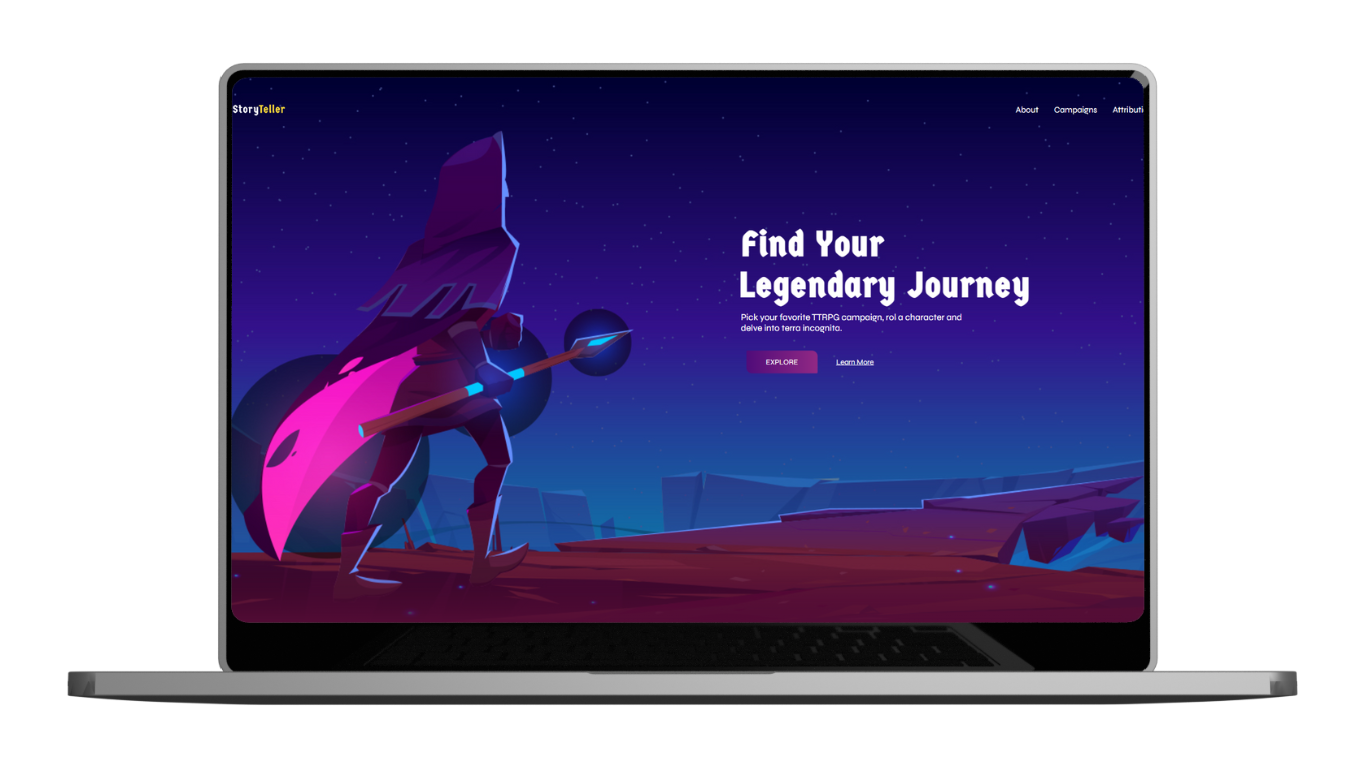 StoryTeller
About Campaigns Attributi
Find Your
Legendary Journey
Pick your favorite TTRPG campaign, rol a character and
delve into terra incognita.
EXPLORE Learn More